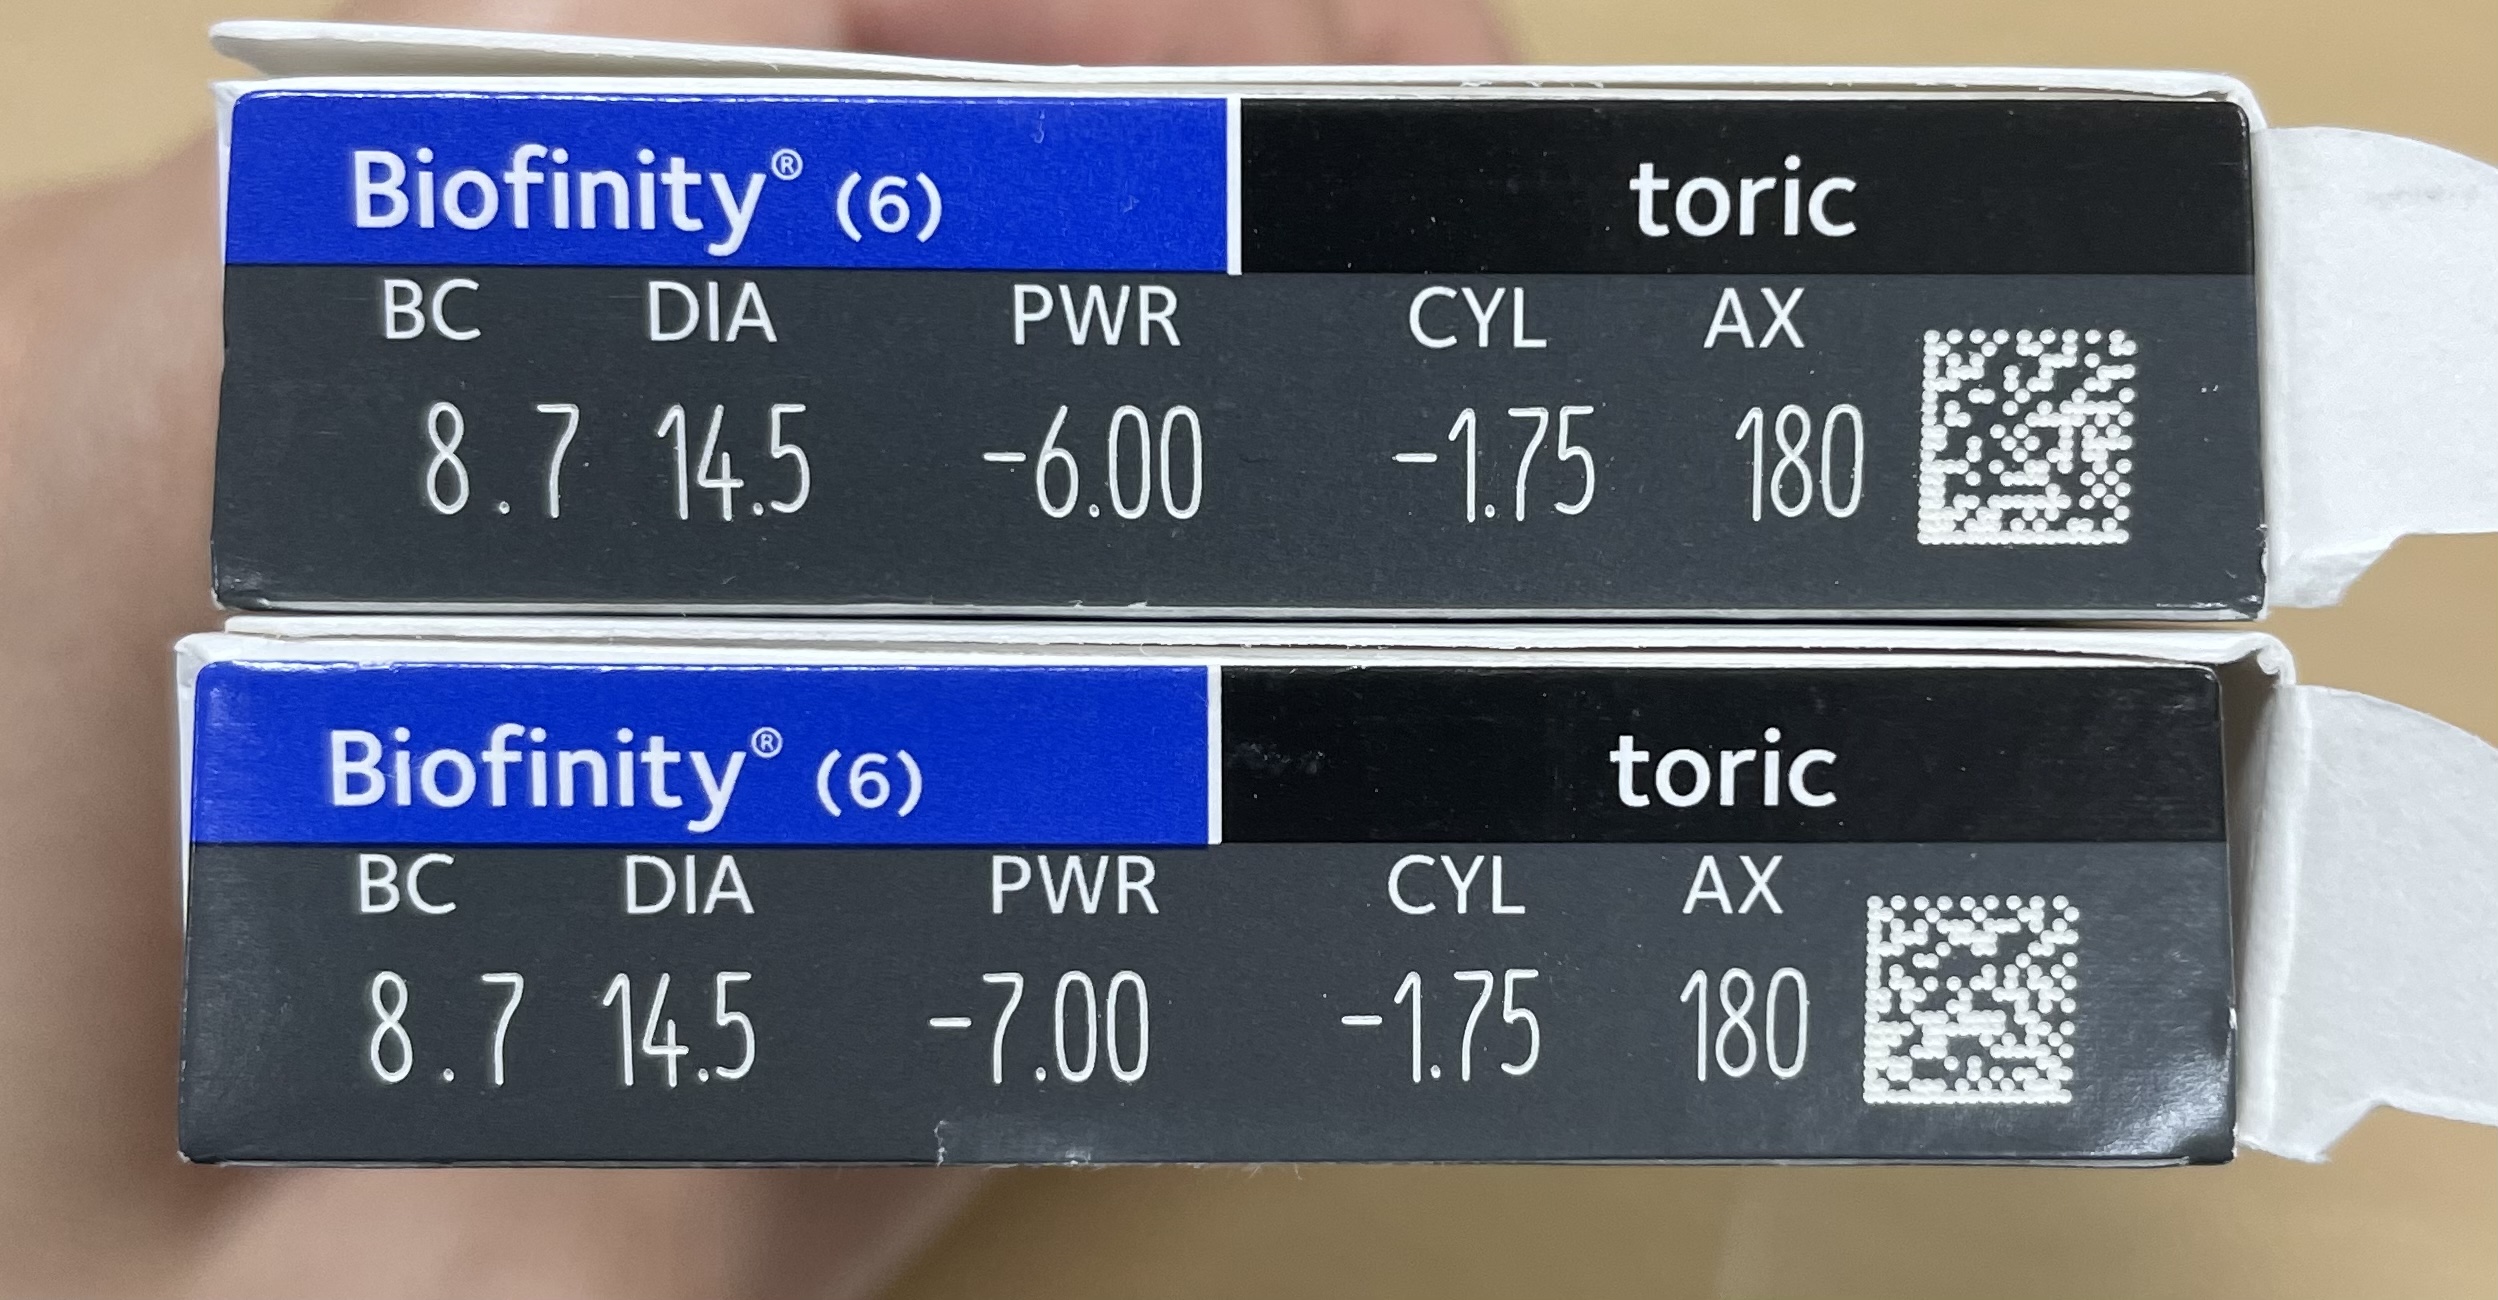 Biofinity® (6) toric
BC DIA PWR CYL AX
8.7 14.5 -6.00 -1.75 180
Biofinity® (6) toric
BC DIA PWR CYL AX
8.7 14.5 -7.00 -1.75 180